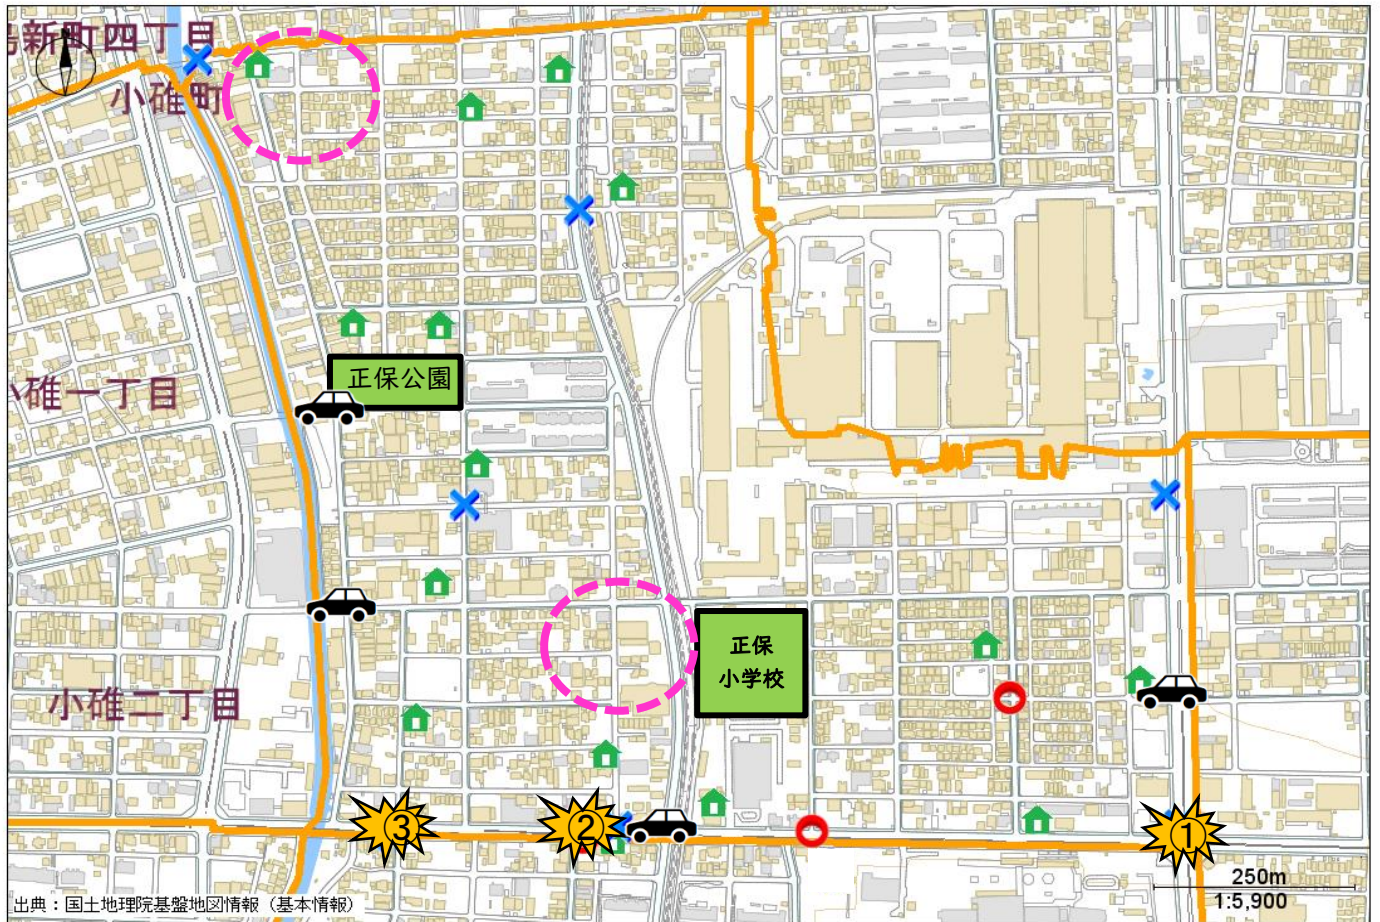 新町四丁目
小碓町
正保公園
小碓一丁目
正保
小学校
小碓二丁目
③
②
①
250m
1:5,900
出典:国土地理院基盤地図情報(基本情報)